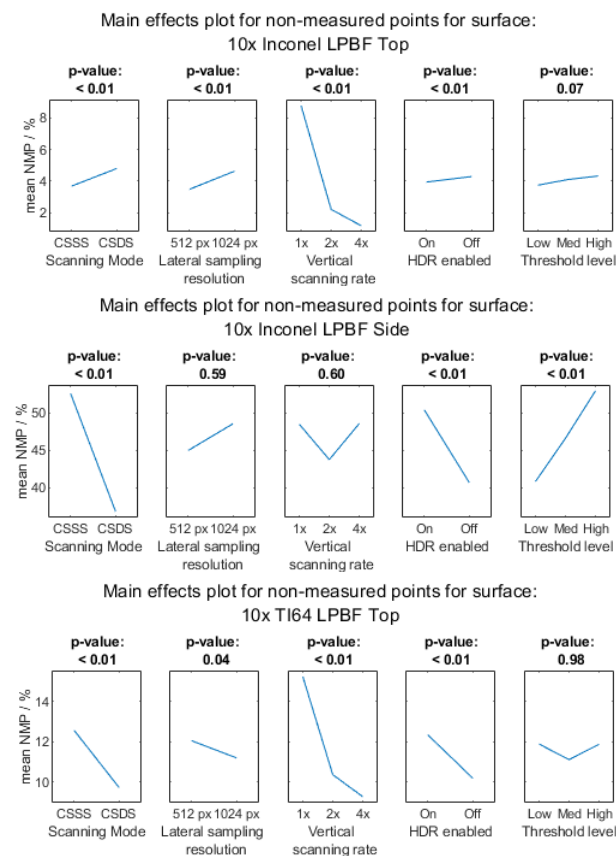 Main effects plot for non-measured points for surface:
10x Inconel LPBF Top
p-value: p-value: p-value: p-value: p-value:
< 0.01 < 0.01 < 0.01 < 0.01 0.07
mean NMP / %
8
6
4
2
CSSS CSDS 512 px 1024 px 1x 2x 4x On Off Low Med High
Scanning Mode Lateral sampling Vertical HDR enabled Threshold level
resolution scanning rate
Main effects plot for non-measured points for surface:
10x Inconel LPBF Side
p-value: p-value: p-value: p-value: p-value:
< 0.01 0.59 0.60 < 0.01 < 0.01
mean NMP / %
50
45
40
CSSS CSDS 512 px 1024 px 1x 2x 4x On Off Low Med High
Scanning Mode Lateral sampling Vertical HDR enabled Threshold level
resolution scanning rate
Main effects plot for non-measured points for surface:
10x TI64 LPBF Top
p-value: p-value: p-value: p-value: p-value:
< 0.01 0.04 < 0.01 < 0.01 0.98
mean NMP / %
14
12
10
CSSS CSDS 512 px 1024 px 1x 2x 4x On Off Low Med High
Scanning Mode Lateral sampling Vertical HDR enabled Threshold level
resolution scanning rate